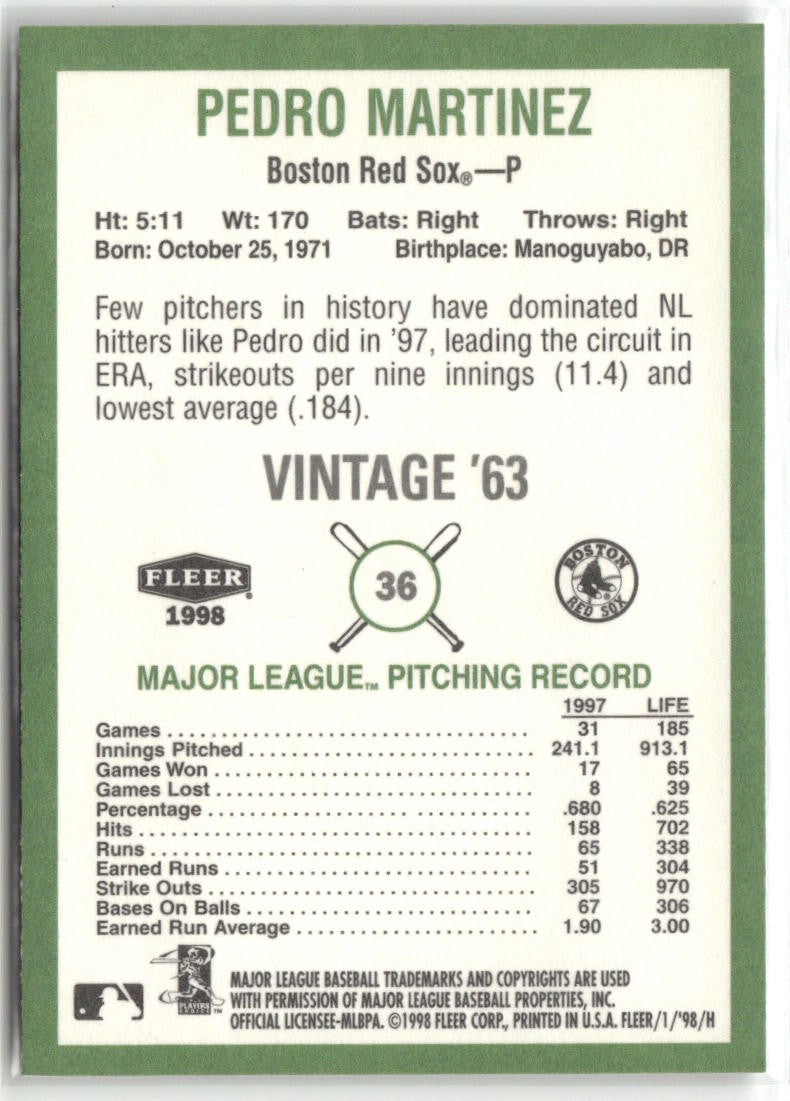 PEDRO MARTINEZ
Boston Red Sox®—P
Ht: 5:11 Wt: 170 Bats: Right Throws: Right
Born: October 25, 1971 Birthplace: Manoguyabo, DR
Few pitchers in history have dominated NL
hitters like Pedro did in '97, leading the circuit in
ERA, strikeouts per nine innings (11.4) and
lowest average (.184).
VINTAGE '63
FLEER
1998
36
BOSTON
RED SOX
MAJOR LEAGUE™ PITCHING RECORD
1997 LIFE
Games 31 185
Innings Pitched 241.1 913.1
Games Won 17 65
Games Lost 8 39
Percentage .680 .625
Hits 158 702
Runs 65 338
Earned Runs 51 304
Strike Outs 305 970
Bases On Balls 67 306
Earned Run Average 1.90 3.00
PLAYERS
CHOICE™
MAJOR LEAGUE BASEBALL TRADEMARKS AND COPYRIGHTS ARE USED
WITH PERMISSION OF MAJOR LEAGUE BASEBALL PROPERTIES, INC.
OFFICIAL LICENSEE-MLBPA. ©1998 FLEER CORP., PRINTED IN U.S.A. FLEER/1/'98/H